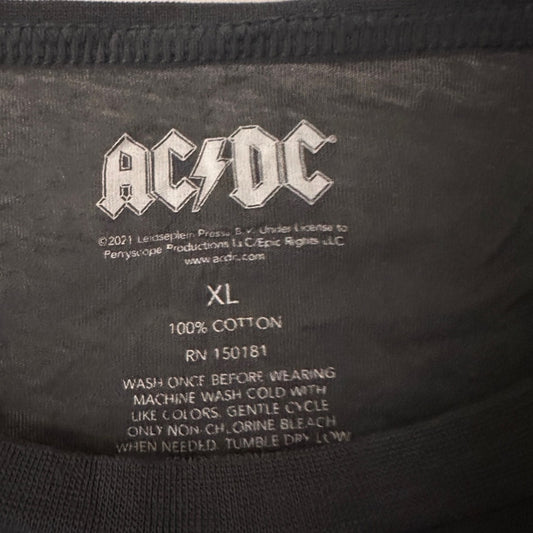 AC⚡DC
©2021 Leidseplein Presse B.V. Under License to
Perryscope Productions LLC/Epic Rights LLC
www.acdc.com
XL
100% COTTON
RN 150181
WASH ONCE BEFORE WEARING
MACHINE WASH COLD WITH
LIKE COLORS. GENTLE CYCLE
ONLY NON-CHLORINE BLEACH
WHEN NEEDED. TUMBLE DRY LOW